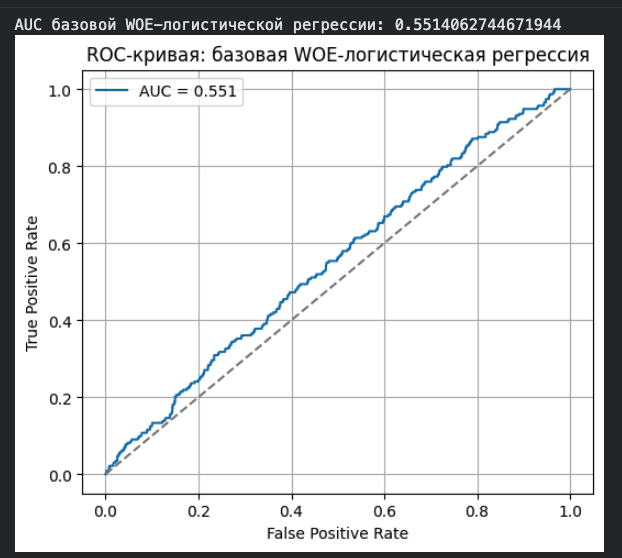 AUC базовой WOE-логистической регрессии: 0.5514062744671944
ROC-кривая: базовая WOE-логистическая регрессия
AUC = 0.551
1.0
0.8
0.6
0.4
0.2
0.0
True Positive Rate
0.0 0.2 0.4 0.6 0.8 1.0
False Positive Rate